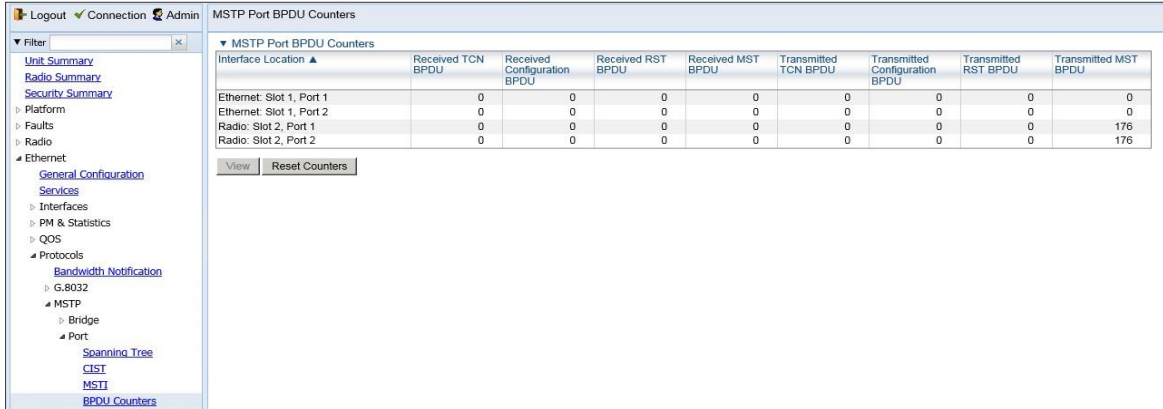 Logout Connection Admin
MSTP Port BPDU Counters
Filter
Unit Summary
Radio Summary
Security Summary
Platform
Faults
Radio
Ethernet
General Configuration
Services
Interfaces
PM & Statistics
QOS
Protocols
Bandwidth Notification
G.8032
MSTP
Bridge
Port
Spanning Tree
CIST
MSTI
BPDU Counters
▼ MSTP Port BPDU Counters
Interface Location ▲ Received TCN BPDU Received Configuration BPDU Received RST BPDU Received MST BPDU Transmitted TCN BPDU Transmitted Configuration BPDU Transmitted RST BPDU Transmitted MST BPDU
Ethernet: Slot 1, Port 1 0 0 0 0 0 0 0 0
Ethernet: Slot 1, Port 2 0 0 0 0 0 0 0 0
Radio: Slot 2, Port 1 0 0 0 0 0 0 0 176
Radio: Slot 2, Port 2 0 0 0 0 0 0 0 176
View Reset Counters